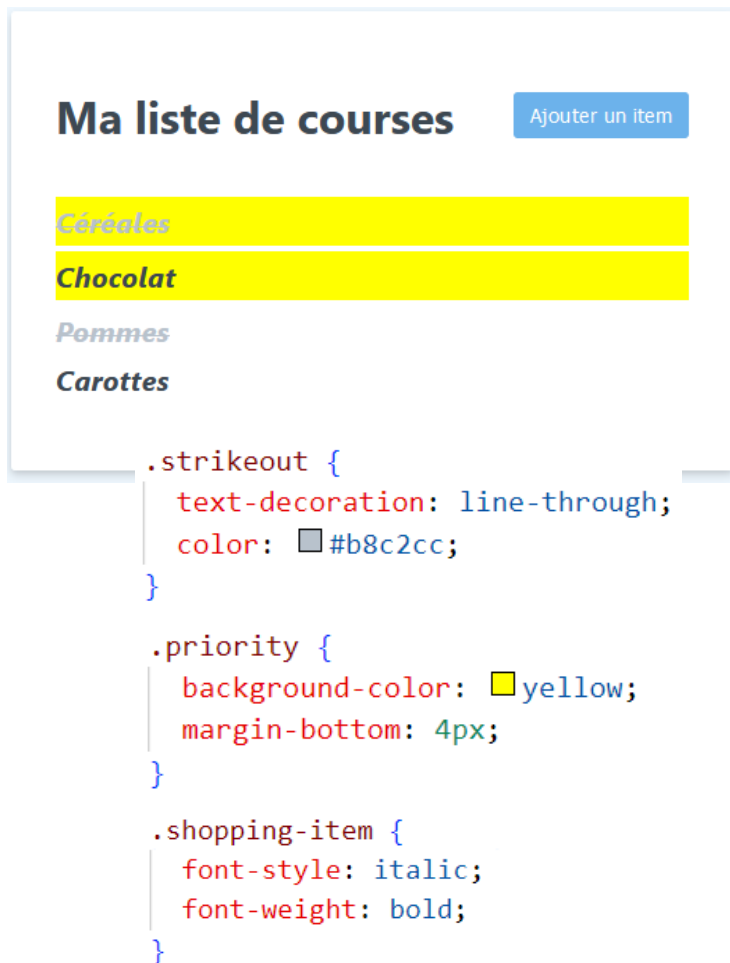 Ma liste de courses
Ajouter un item
Céréales
Chocolat
Pommes
Carottes
.strikeout {
text-decoration: line-through;
color: #b8c2cc;
}
.priority {
background-color: yellow;
margin-bottom: 4px;
}
.shopping-item {
font-style: italic;
font-weight: bold;
}